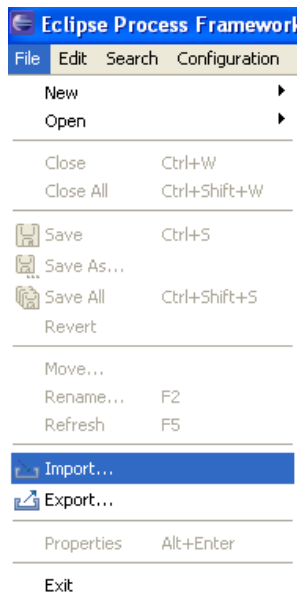 Eclipse Process Framework
File Edit Search Configuration
New
Open
Close Ctrl+W
Close All Ctrl+Shift+W
Save Ctrl+S
Save As...
Save All Ctrl+Shift+S
Revert
Move...
Rename... F2
Refresh F5
Import...
Export...
Properties Alt+Enter
Exit